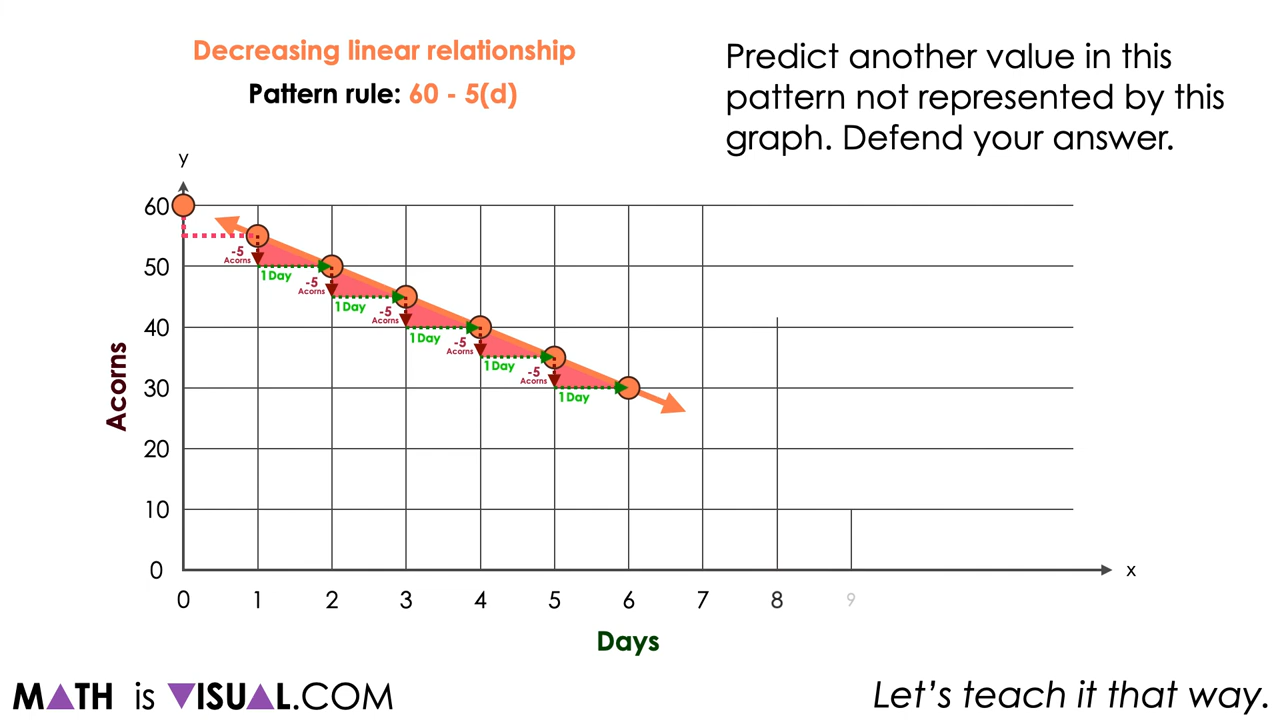 Decreasing linear relationship
Pattern rule: 60 - 5(d)
Predict another value in this
pattern not represented by this
graph. Defend your answer.
y
60
50
40
30
20
10
0
Acorns
-5
Acorns
1 Day
-5
Acorns
1 Day
-5
Acorns
1 Day
-5
Acorns
1 Day
-5
Acorns
1 Day
x
0 1 2 3 4 5 6 7 8 9
Days
MATH is VISUAL.COM
Let's teach it that way.